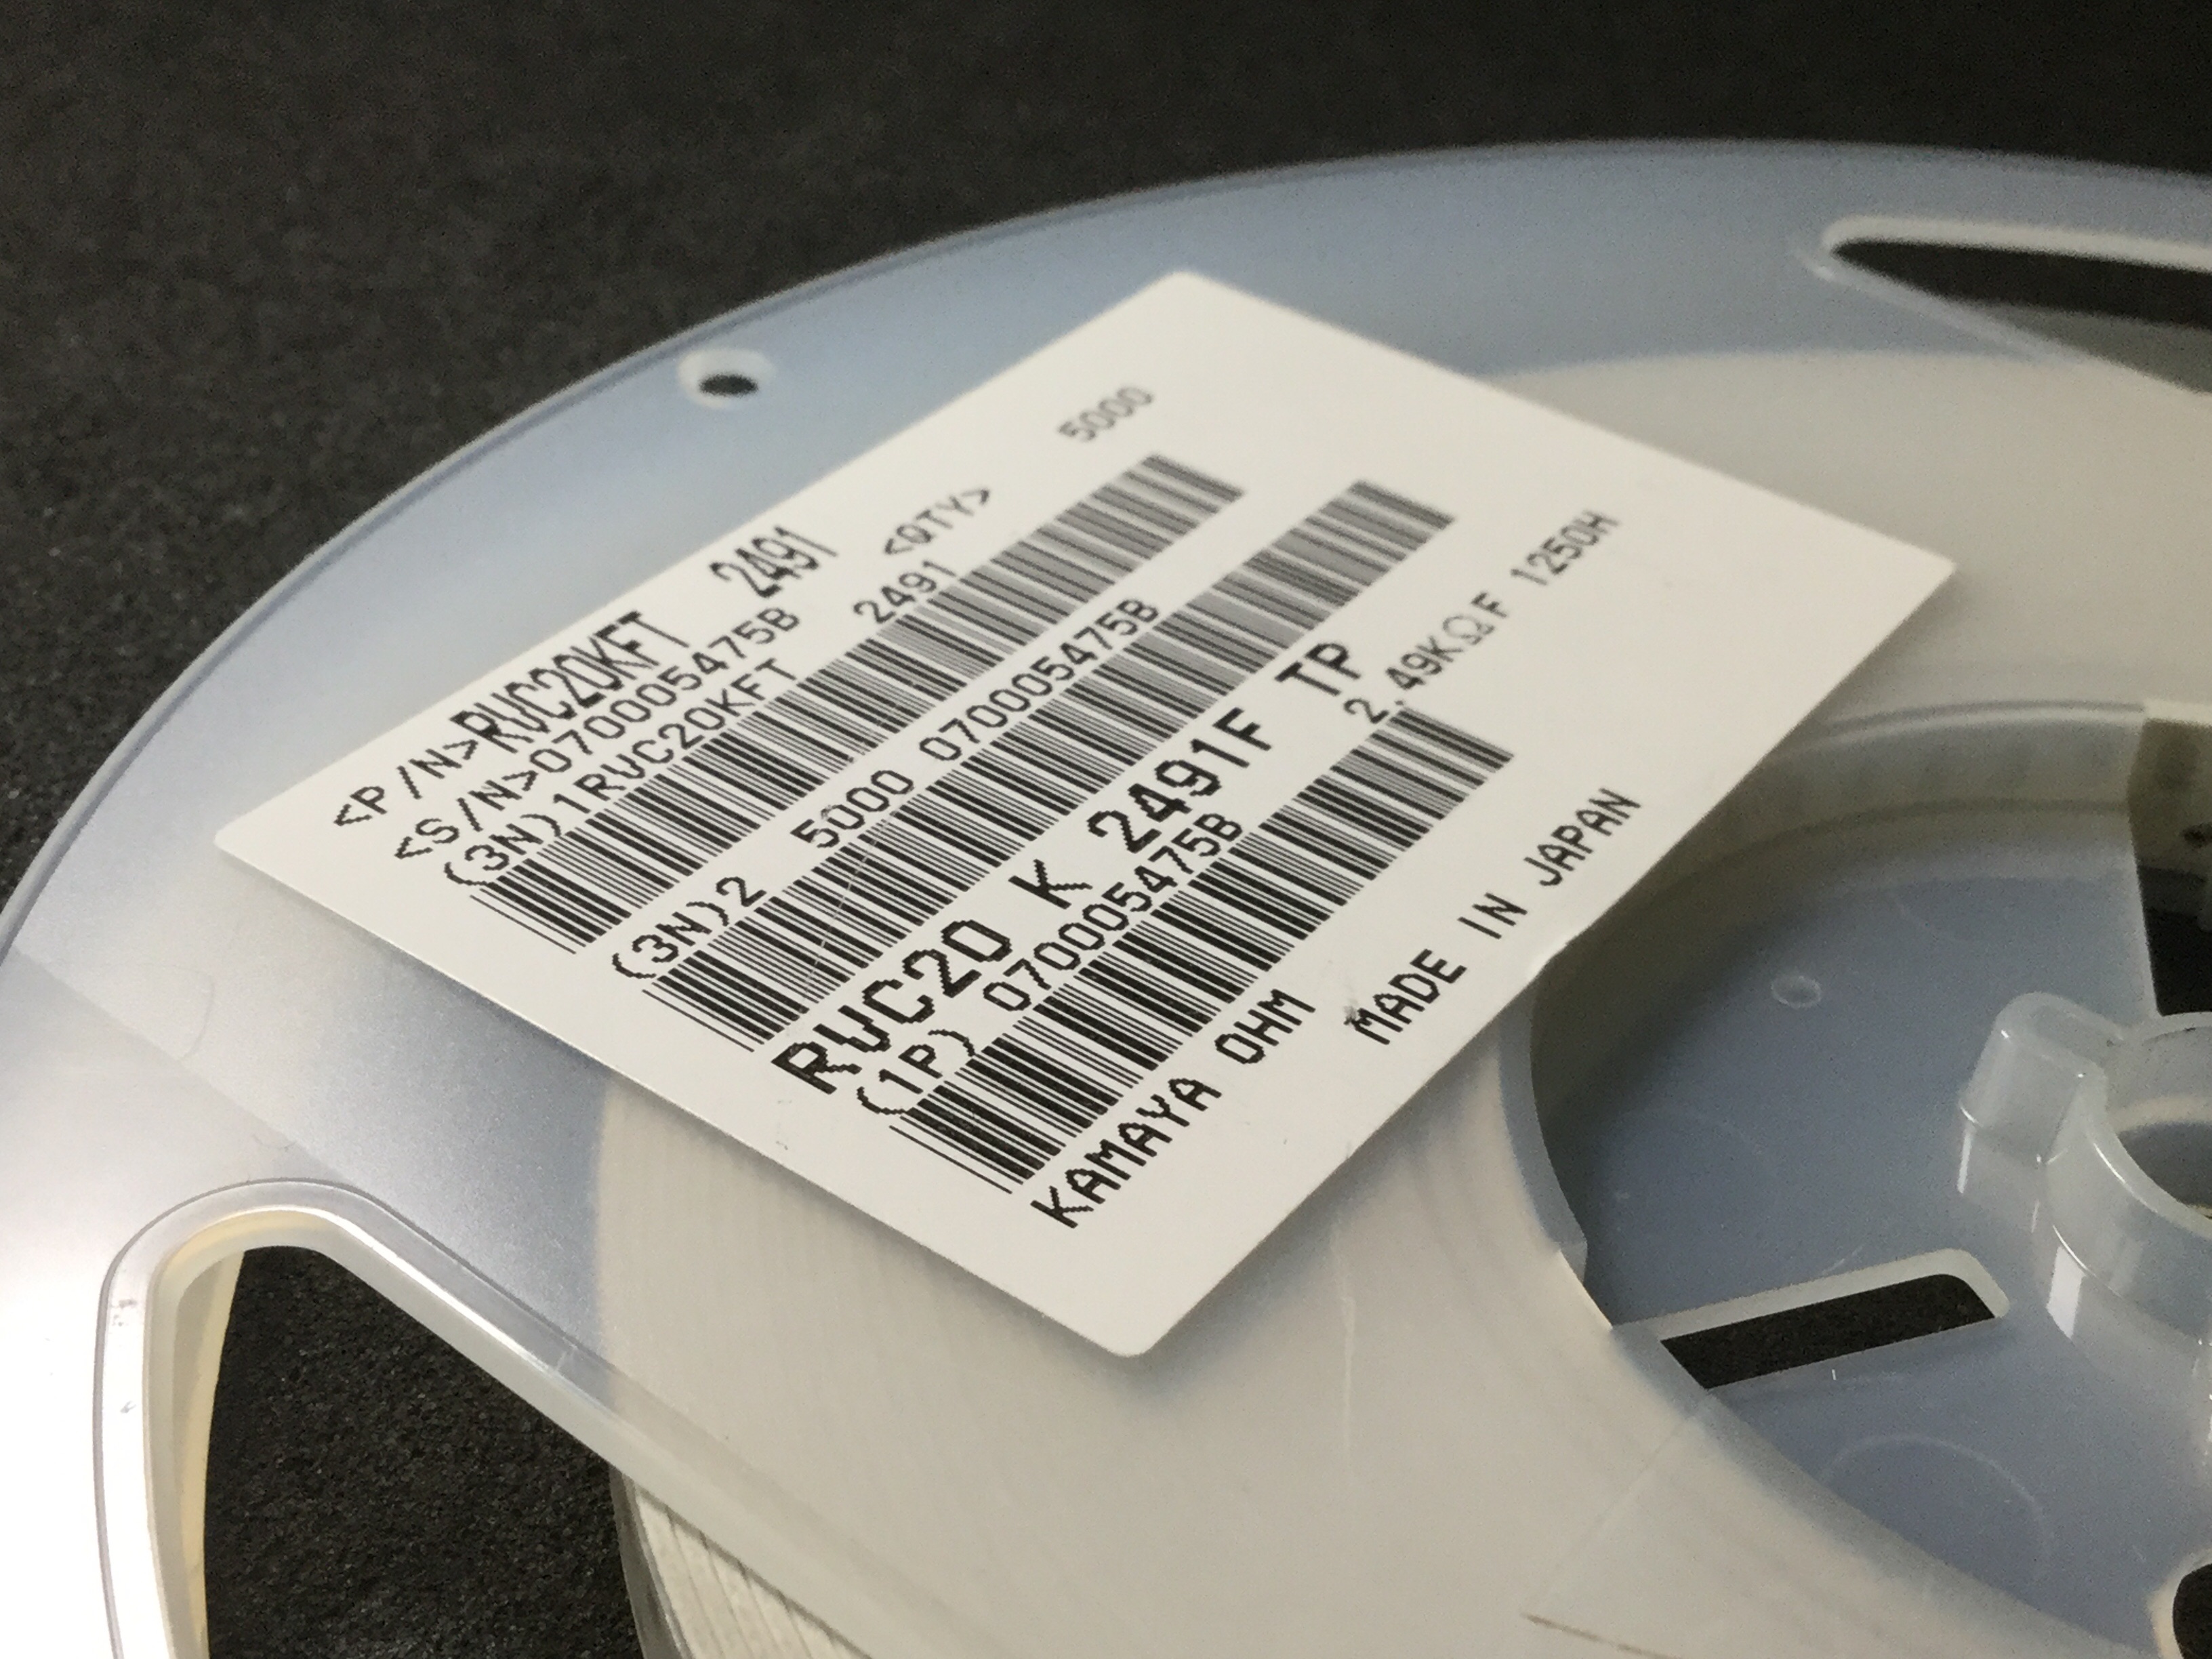 <P/N>RVC20KFT 2491
<S/N>070005475B <QTY> 5000
(3N)1RVC20KFT 2491
(3N)2 5000 070005475B
RVC20 K 2491F TP
(1P) 070005475B 2.49KΩF 1250H
KAMAYA OHM MADE IN JAPAN